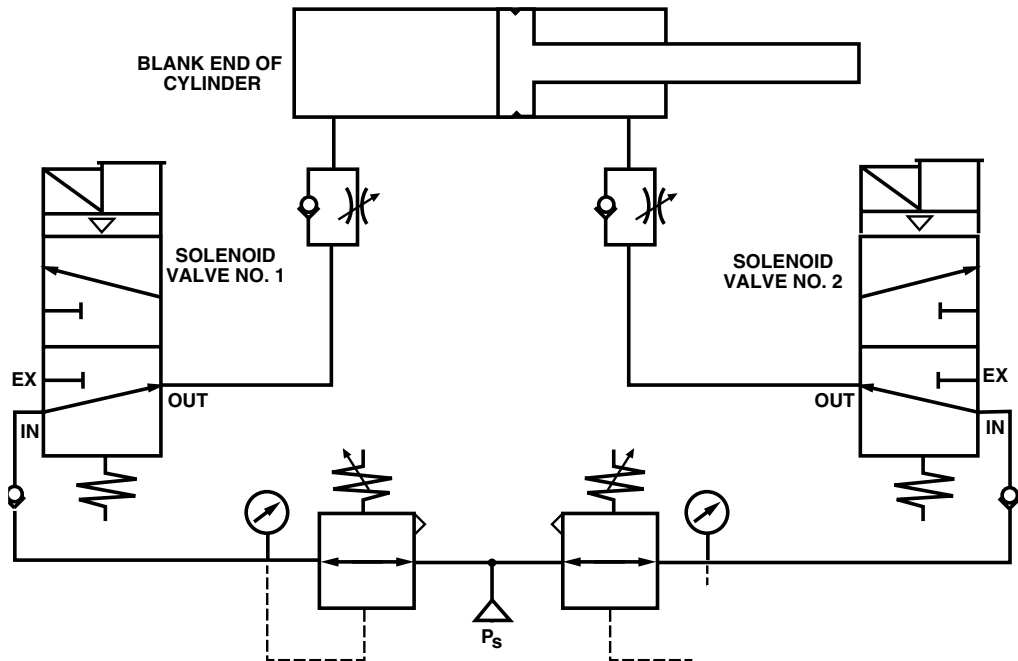 BLANK END OF
CYLINDER
SOLENOID
VALVE NO. 1
SOLENOID
VALVE NO. 2
EX
OUT
IN
EX
OUT
IN
Ps